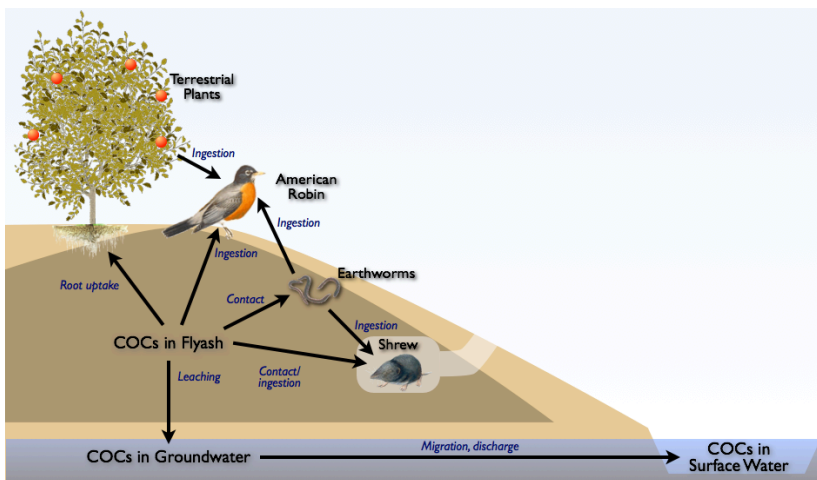 Terrestrial
Plants
Ingestion
American
Robin
Ingestion
Ingestion
Earthworms
Root uptake
Contact
Ingestion
COCs in Flyash
Shrew
Leaching
Contact/
ingestion
Migration, discharge
COCs in Groundwater
COCs in
Surface Water